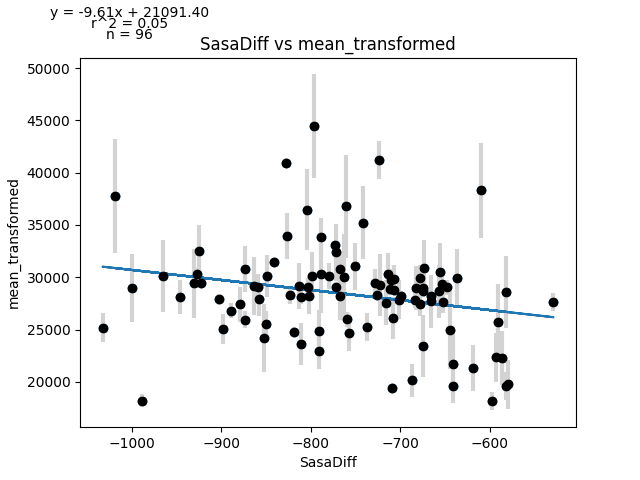 y = -9.61x + 21091.40
r^2 = 0.05
n = 96
SasaDiff vs mean_transformed
50000
45000
40000
35000
30000
25000
20000
mean_transformed
−1000 −900 −800 −700 −600
SasaDiff